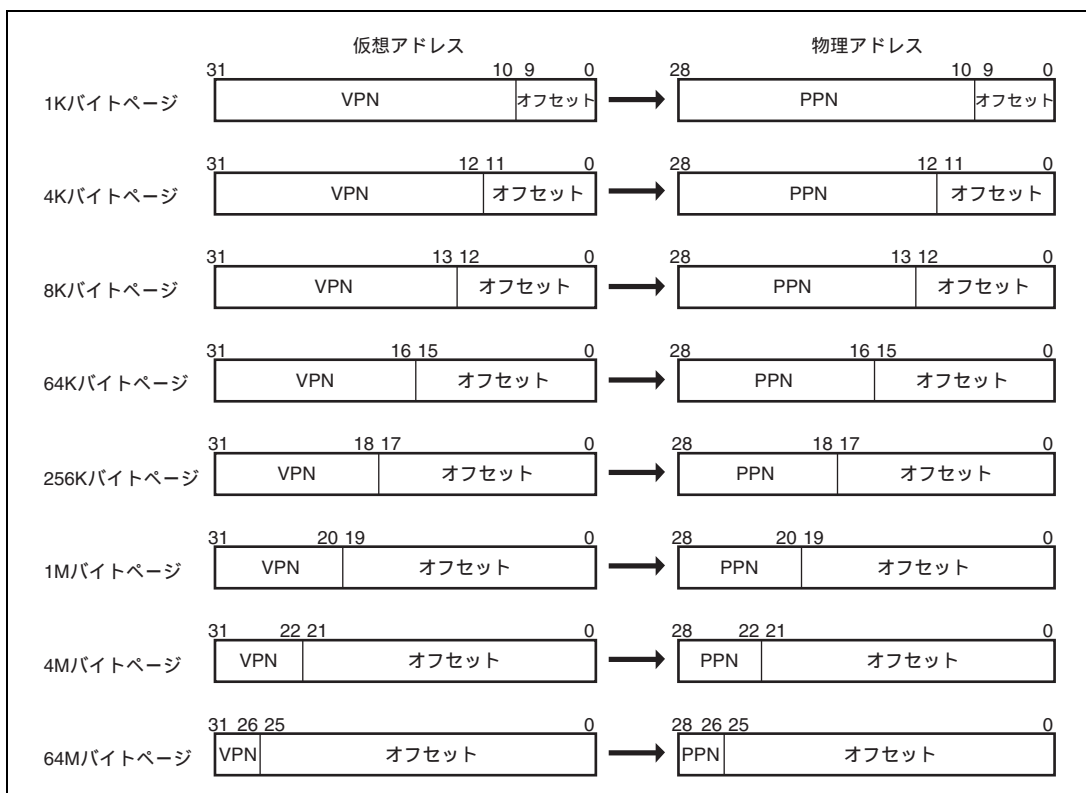 仮想アドレス 物理アドレス
31 10 9 0 28 10 9 0
1Kバイトページ VPN オフセット PPN オフセット
31 12 11 0 28 12 11 0
4Kバイトページ VPN オフセット PPN オフセット
31 13 12 0 28 13 12 0
8Kバイトページ VPN オフセット PPN オフセット
31 16 15 0 28 16 15 0
64Kバイトページ VPN オフセット PPN オフセット
31 18 17 0 28 18 17 0
256Kバイトページ VPN オフセット PPN オフセット
31 20 19 0 28 20 19 0
1Mバイトページ VPN オフセット PPN オフセット
31 22 21 0 28 22 21 0
4Mバイトページ VPN オフセット PPN オフセット
31 26 25 0 28 26 25 0
64Mバイトページ VPN オフセット PPN オフセット